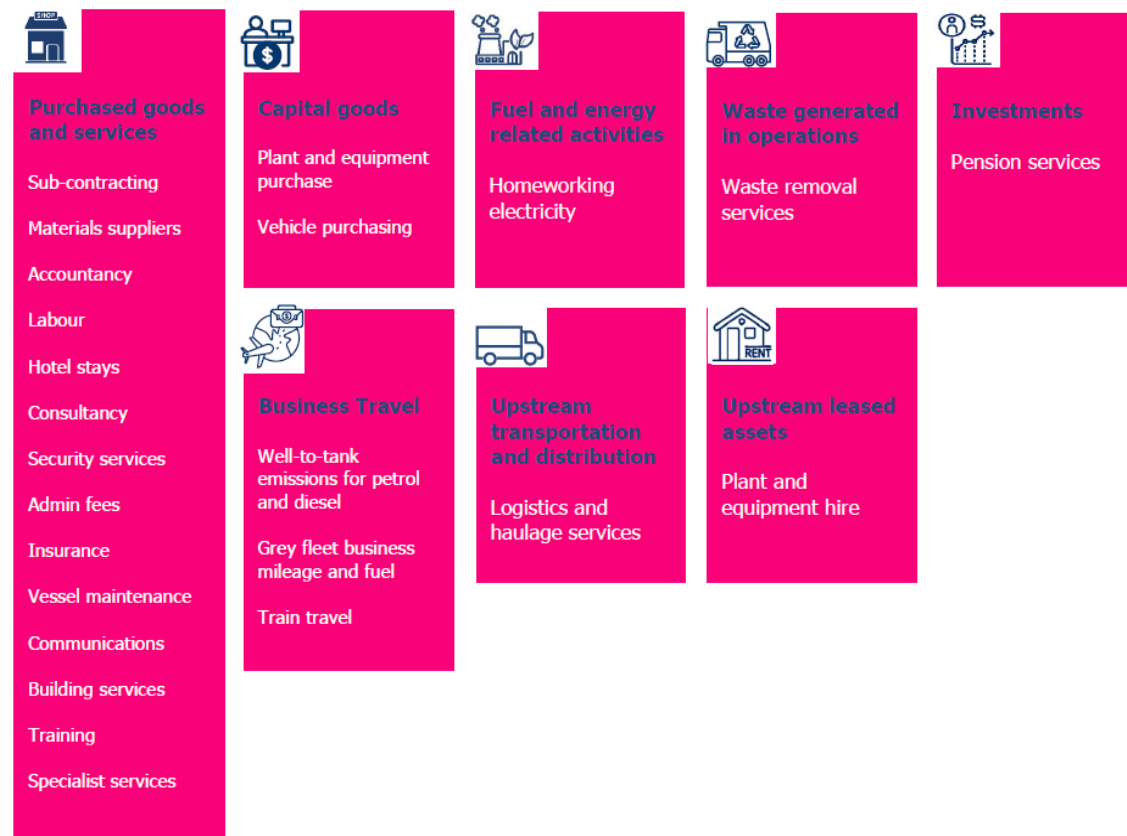 SHOP
Purchased goods
and services
Sub-contracting
Materials suppliers
Accountancy
Labour
Hotel stays
Consultancy
Security services
Admin fees
Insurance
Vessel maintenance
Communications
Building services
Training
Specialist services
$
Capital goods
Plant and equipment
purchase
Vehicle purchasing
Fuel and energy
related activities
Homeworking
electricity
Waste generated
in operations
Waste removal
services
$
Investments
Pension services
$
Business Travel
Well-to-tank
emissions for petrol
and diesel
Grey fleet business
mileage and fuel
Train travel
Upstream
transportation
and distribution
Logistics and
haulage services
RENT
Upstream leased
assets
Plant and
equipment hire